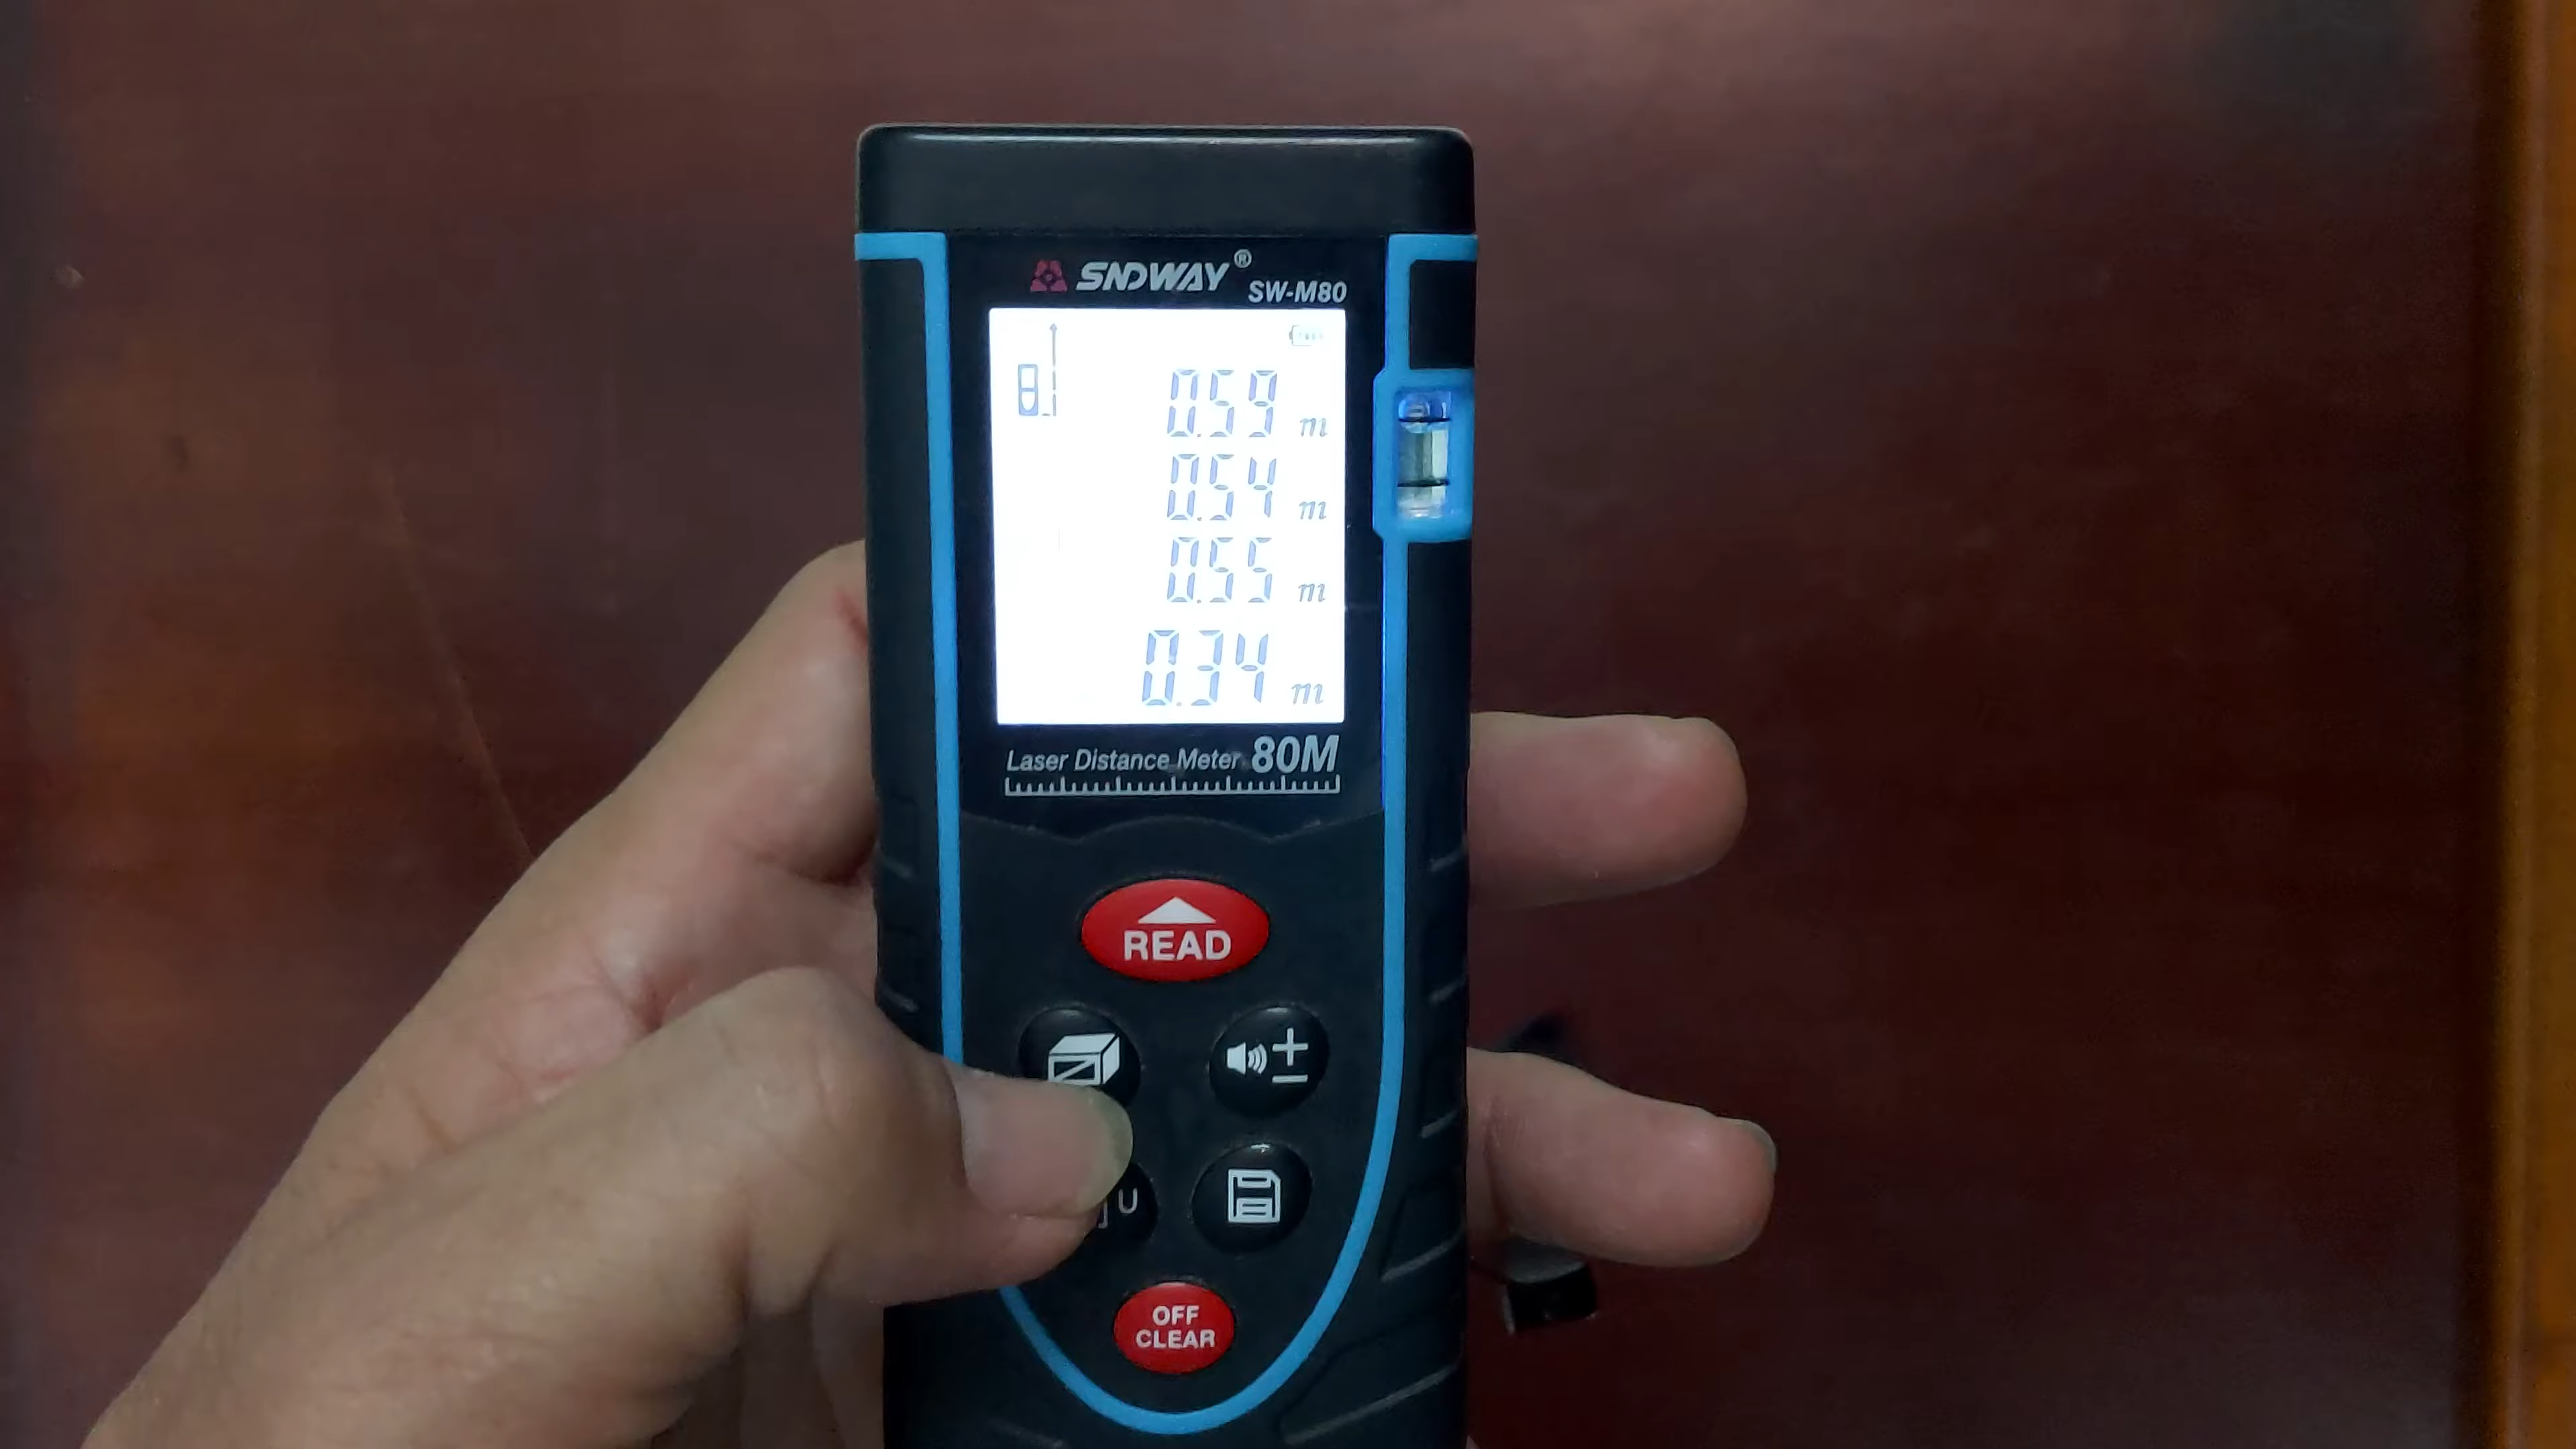 SNDWAY®
SW-M80
0.59 m
0.54 m
0.55 m
0.34 m
Laser Distance Meter 80M
READ
U
OFF
CLEAR